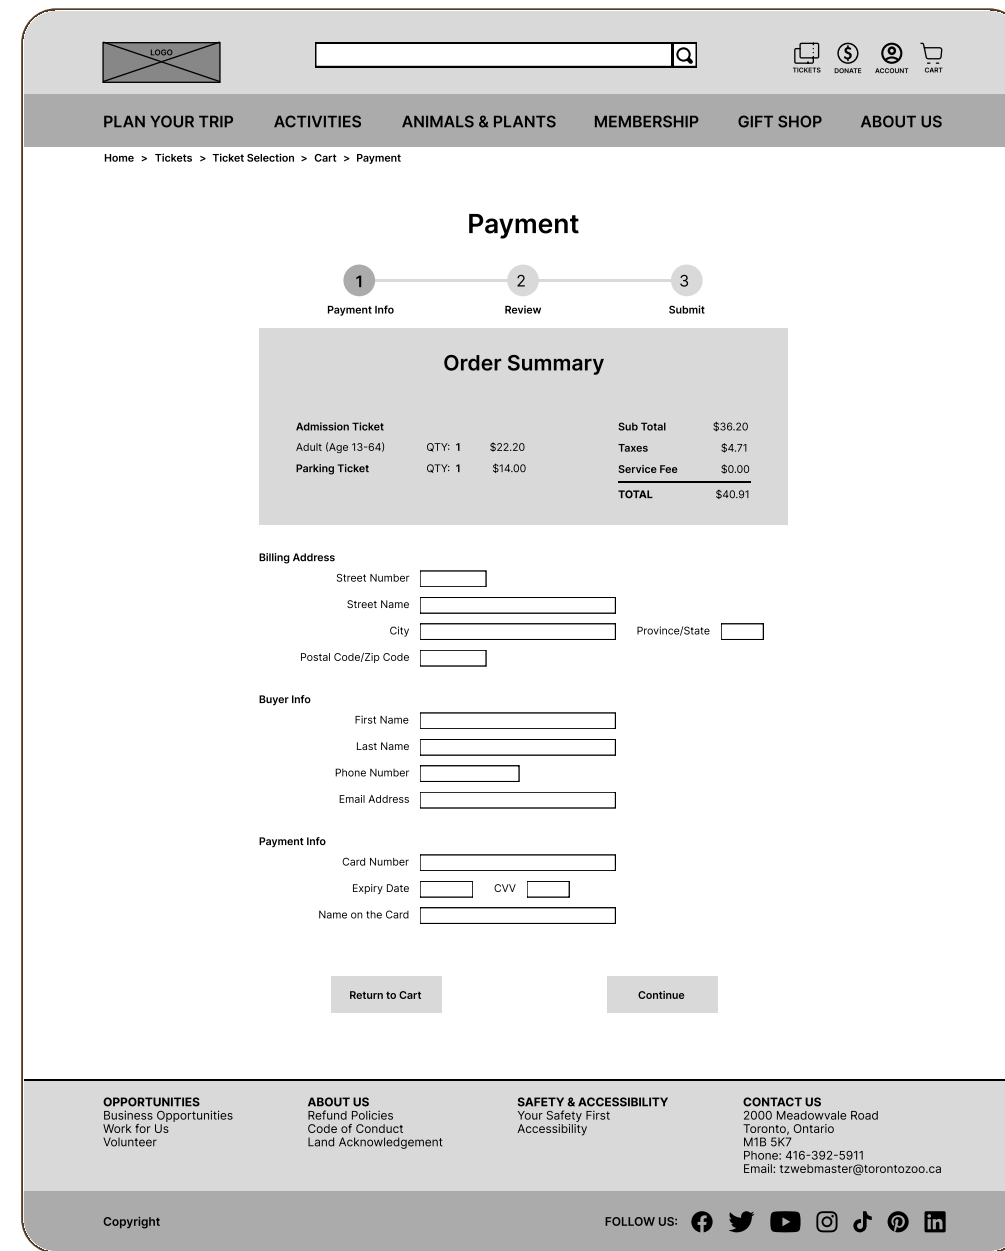 LOGO
TICKETS DONATE ACCOUNT CART
PLAN YOUR TRIP ACTIVITIES ANIMALS & PLANTS MEMBERSHIP GIFT SHOP ABOUT US
Home > Tickets > Ticket Selection > Cart > Payment
Payment
1 2 3
Payment Info Review Submit
Order Summary
Admission Ticket Sub Total $36.20
Adult (Age 13-64) QTY: 1 $22.20 Taxes $4.71
Parking Ticket QTY: 1 $14.00 Service Fee $0.00
TOTAL $40.91
Billing Address
Street Number
Street Name
City Province/State
Postal Code/Zip Code
Buyer Info
First Name
Last Name
Phone Number
Email Address
Payment Info
Card Number
Expiry Date CVV
Name on the Card
Return to Cart Continue
OPPORTUNITIES
Business Opportunities
Work for Us
Volunteer
ABOUT US
Refund Policies
Code of Conduct
Land Acknowledgement
SAFETY & ACCESSIBILITY
Your Safety First
Accessibility
CONTACT US
2000 Meadowvale Road
Toronto, Ontario
M1B 5K7
Phone: 416-392-5911
Email: tzwebmaster@torontozoo.ca
Copyright FOLLOW US: